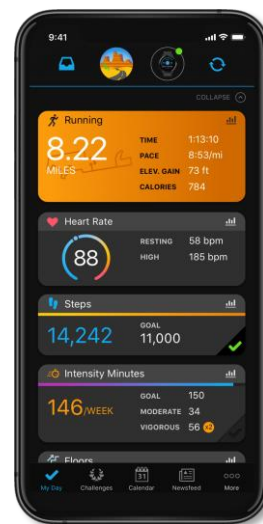 9:41
COLLAPSE
Running
8.22
MILES
TIME 1:13:10
PACE 8:53/mi
ELEV. GAIN 73 ft
CALORIES 784
Heart Rate
88
RESTING 58 bpm
HIGH 185 bpm
Steps
14,242
GOAL
11,000
Intensity Minutes
146/WEEK
GOAL 150
MODERATE 34
VIGOROUS 56 x2
Floors
31
My Day Challenges Calendar Newsfeed More